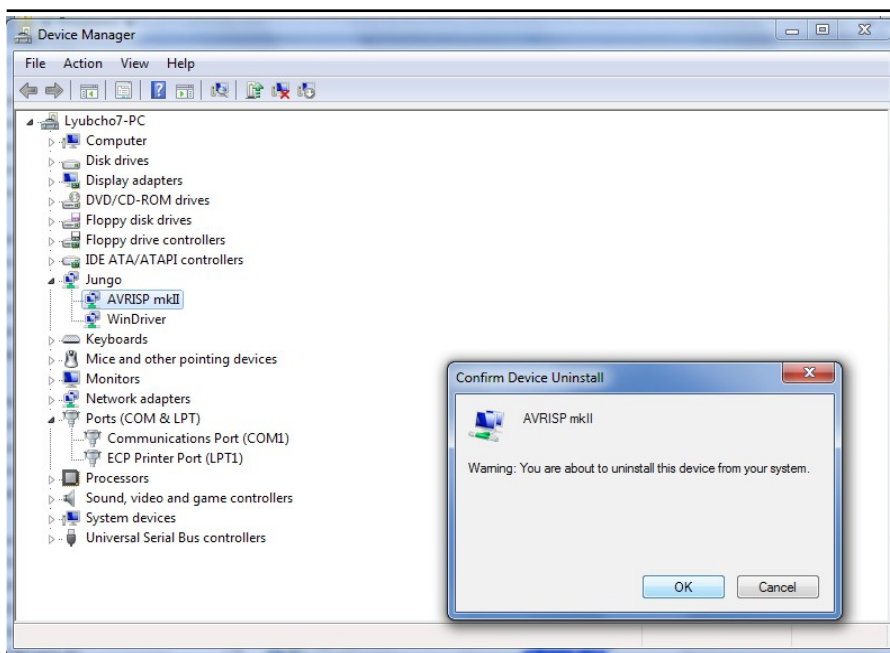 Device Manager
File Action View Help
Lyubcho7-PC
Computer
Disk drives
Display adapters
DVD/CD-ROM drives
Floppy disk drives
Floppy drive controllers
IDE ATA/ATAPI controllers
Jungo
AVRISP mkII
WinDriver
Keyboards
Mice and other pointing devices
Monitors
Network adapters
Ports (COM & LPT)
Communications Port (COM1)
ECP Printer Port (LPT1)
Processors
Sound, video and game controllers
System devices
Universal Serial Bus controllers
Confirm Device Uninstall
AVRISP mkII
Warning: You are about to uninstall this device from your system.
OK Cancel